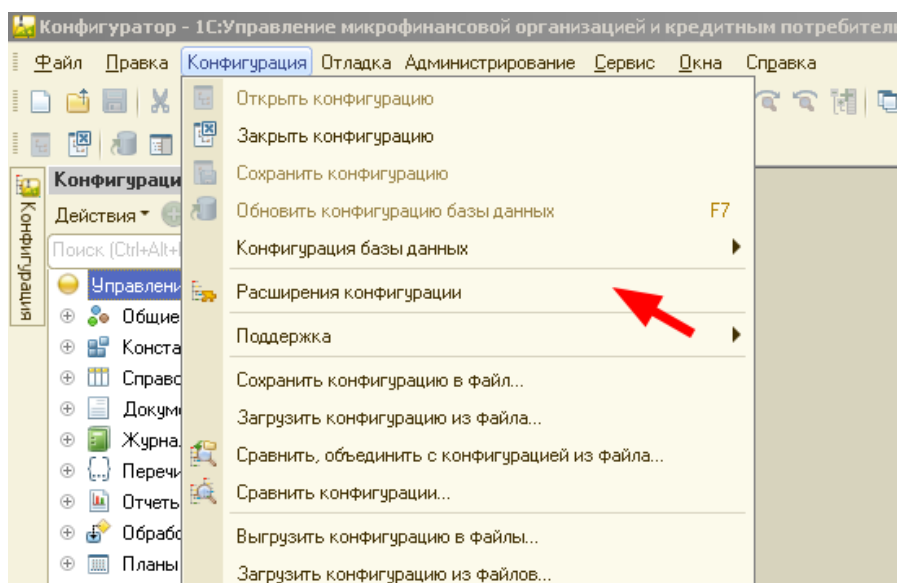 Конфигуратор - 1С:Управление микрофинансовой организацией и кредитным
Файл Правка Конфигурация Отладка Администрирование Сервис Окна Справка
Открыть конфигурацию
Закрыть конфигурацию
Сохранить конфигурацию
Обновить конфигурацию базы данных F7
Конфигурация базы данных
Расширения конфигурации
Поддержка
Сохранить конфигурацию в файл...
Загрузить конфигурацию из файла...
Сравнить, объединить с конфигурацией из файла...
Сравнить конфигурации...
Выгрузить конфигурацию в файлы...
Загрузить конфигурацию из файлов...
Конфигурация
Конфигураци
Действия
Поиск (Ctrl+Alt+
Управлени
Общие
Конста
Справо
Докум
Журна
Перечи
Отчеть
Обрабо
Планы